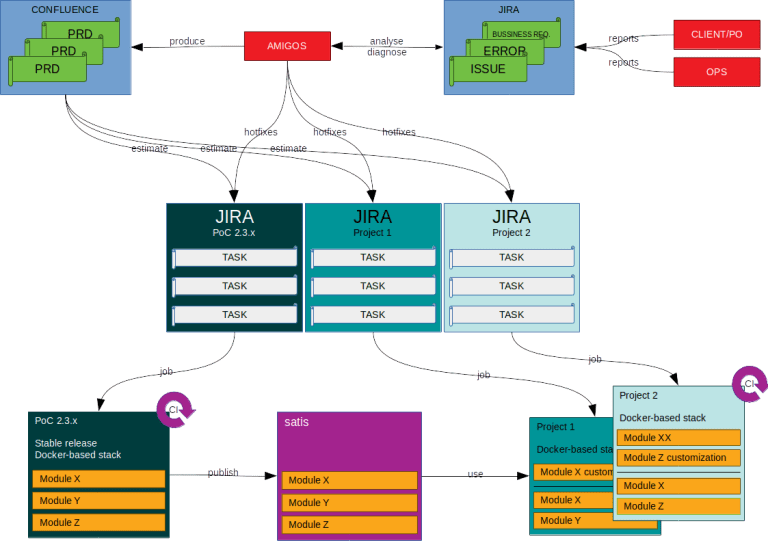 CONFLUENCE
PRD
PRD
PRD
produce
AMIGOS
analyse
diagnose
JIRA
BUSSINESS REQ.
ERROR
ISSUE
reports
reports
CLIENT/PO
OPS
hotfixes
hotfixes
hotfixes
estimate
estimate
estimate
JIRA
PoC 2.3.x
TASK
TASK
TASK
JIRA
Project 1
TASK
TASK
TASK
JIRA
Project 2
TASK
TASK
TASK
job
job
job
CI
PoC 2.3.x
Stable release
Docker-based stack
Module X
Module Y
Module Z
publish
satis
Module X
Module Y
Module Z
use
Project 1
Docker-based sta
Module X custom
Module X
Module Y
CI
Project 2
Docker-based stack
Module XX
Module Z customization
Module X
Module Z